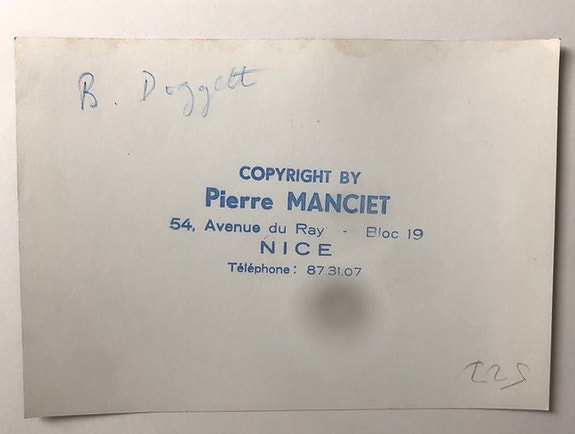 B. Doggett
COPYRIGHT BY
Pierre MANCIET
54, Avenue du Ray - Bloc 19
NICE
Téléphone: 87.31.07